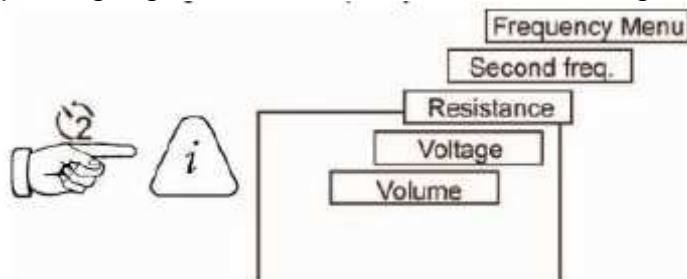 Frequency Menu
Second freq.
Resistance
2
i
Voltage
Volume